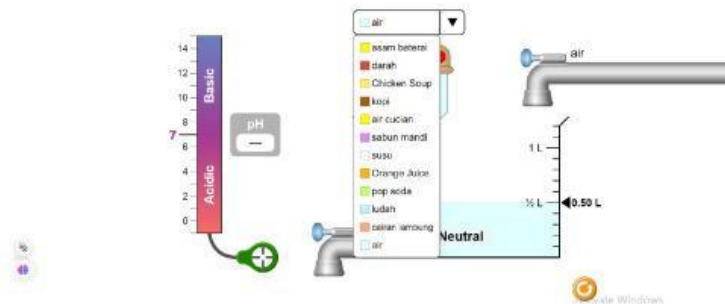 air
14
12
10
8
7
6
4
2
0
Basic
Acidic
pH
—
asam baterai
darah
Chicken Soup
kopi
air cucian
sabun mandi
susu
Orange Juice
pop soda
ludah
cairan lambung
air
air
1 L
½ L
0.50 L
Neutral
Windows